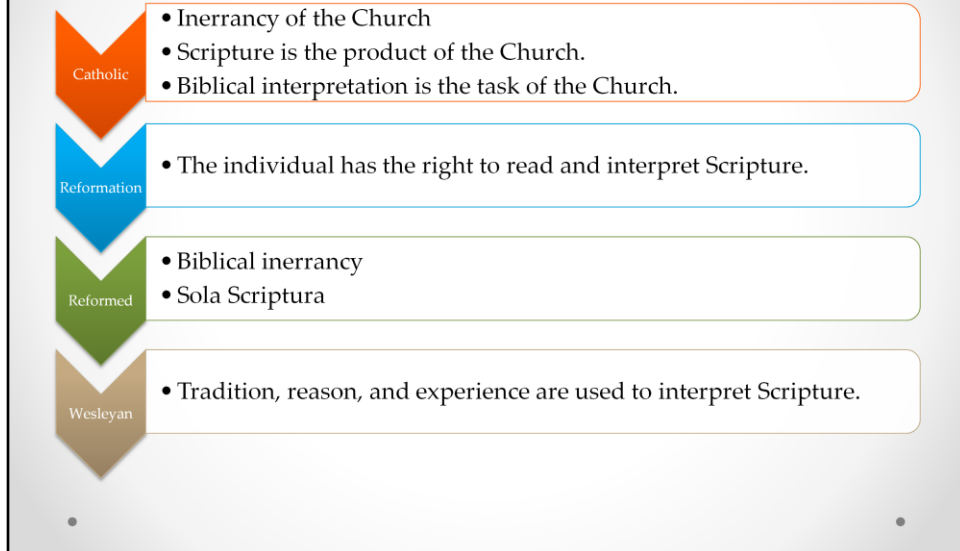 Catholic
• Inerrancy of the Church
• Scripture is the product of the Church.
• Biblical interpretation is the task of the Church.
Reformation
• The individual has the right to read and interpret Scripture.
Reformed
• Biblical inerrancy
• Sola Scriptura
Wesleyan
• Tradition, reason, and experience are used to interpret Scripture.